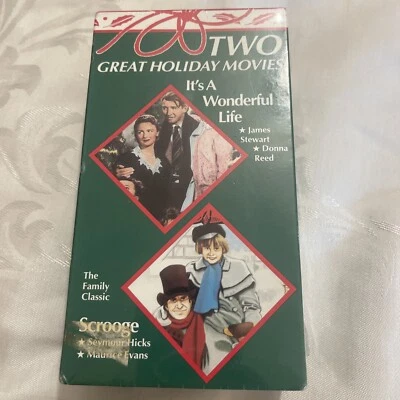 TWO
GREAT HOLIDAY MOVIES
It's A
Wonderful
Life
★ James
Stewart
★ Donna
Reed
The
Family
Classic
Scrooge
★ Seymour Hicks
★ Maurice Evans